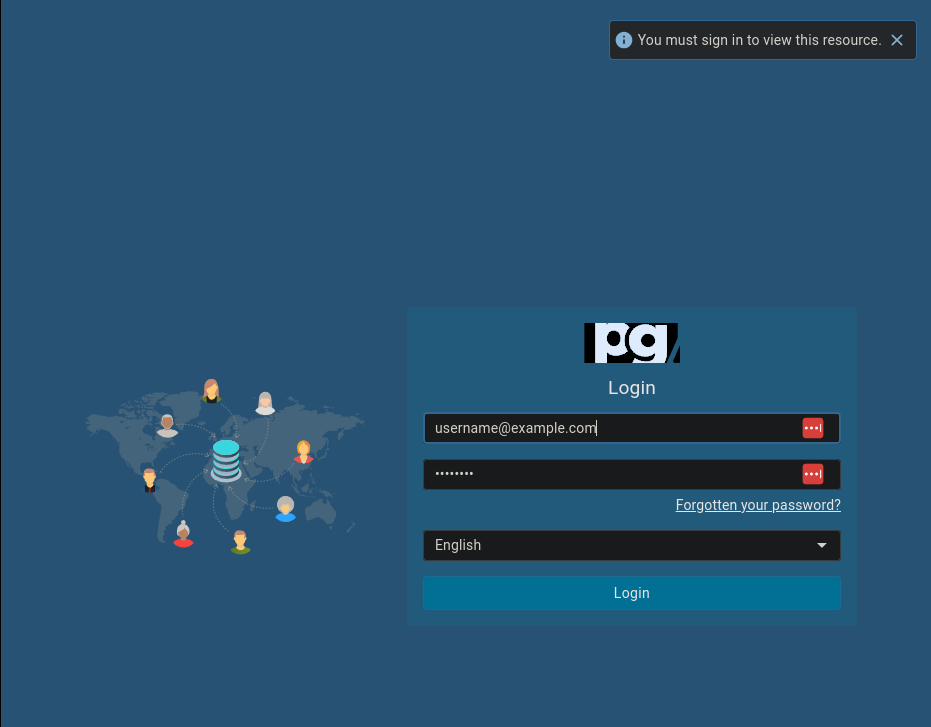 You must sign in to view this resource.
pg
Login
username@example.com
••••••••
Forgotten your password?
English
Login